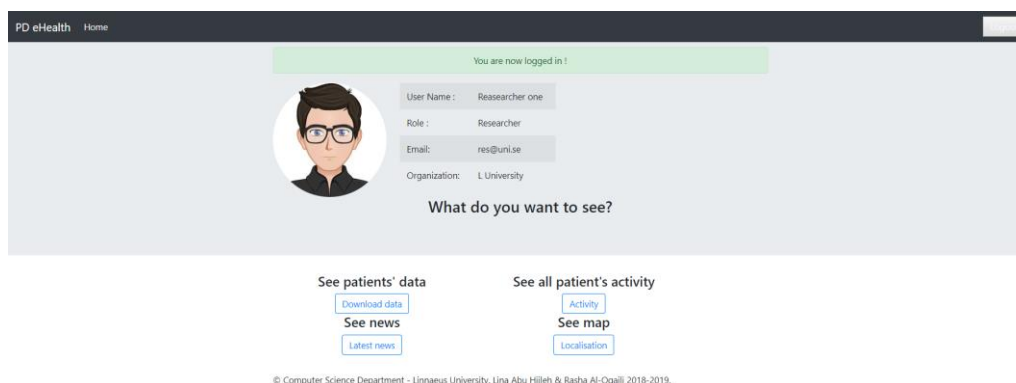 PD eHealth Home
You are now logged in !
User Name : Reasearcher one
Role : Researcher
Email: res@uni.se
Organization: L University
What do you want to see?
See patients' data See all patient's activity
Download data Activity
See news See map
Latest news Localisation
© Computer Science Department - Linnaeus University, Lina Abu Hijleh & Rasha Al-Oqaili 2018-2019.